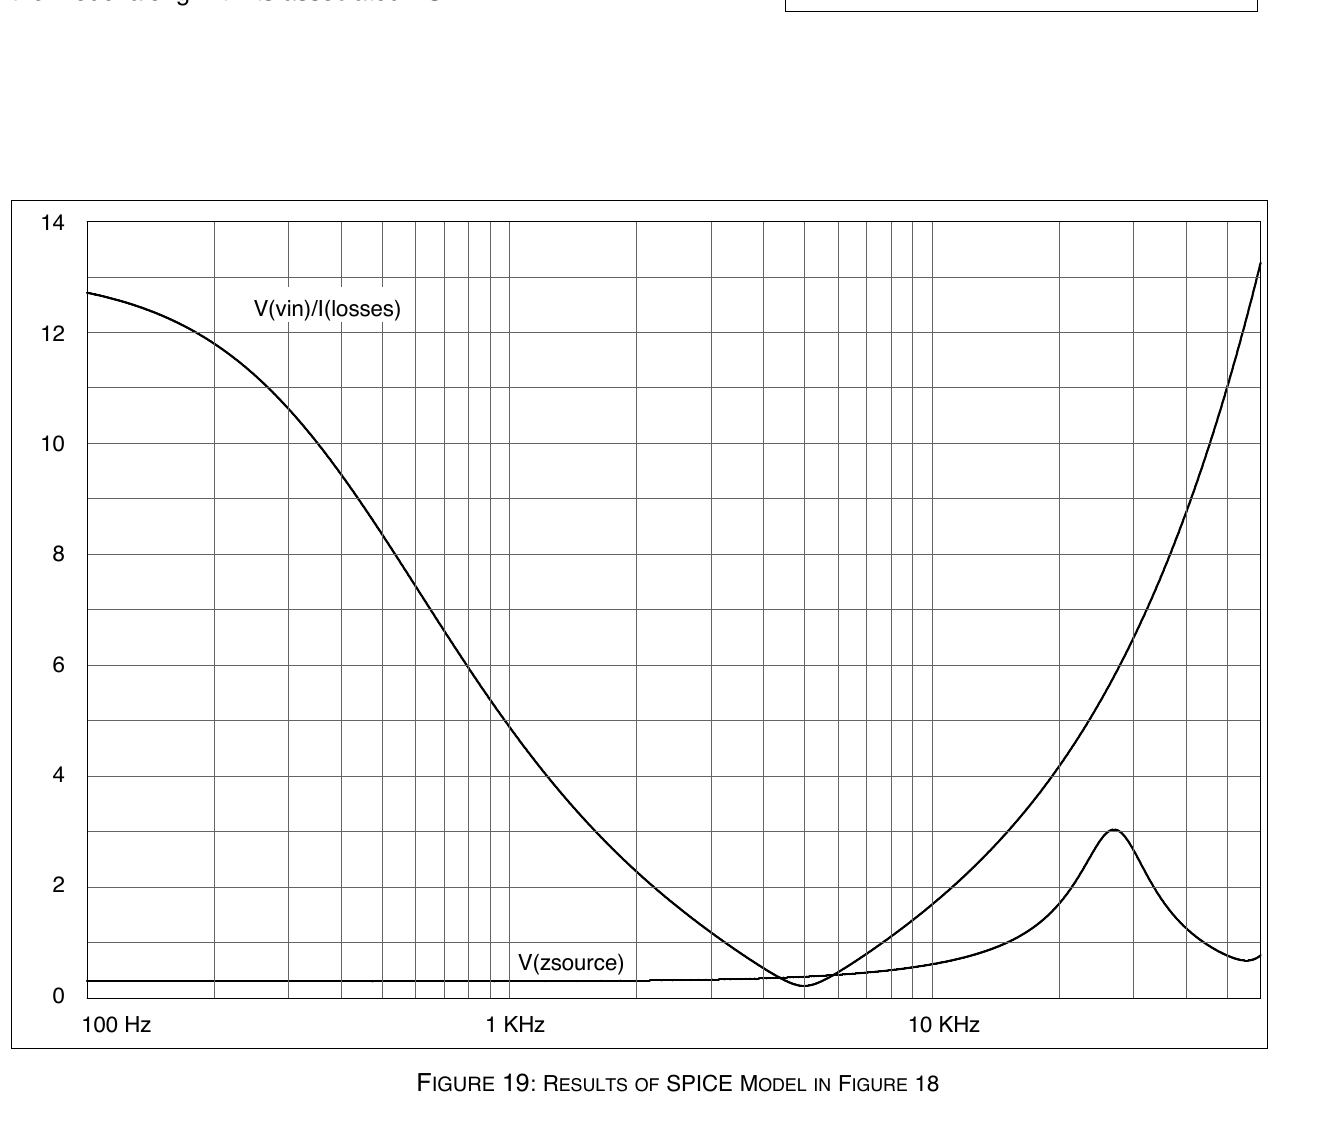 14
V(vin)/I(losses)
12
10
8
6
4
2
V(zsource)
0
100 Hz
1 KHz
10 KHz
FIGURE 19: RESULTS OF SPICE MODEL IN FIGURE 18